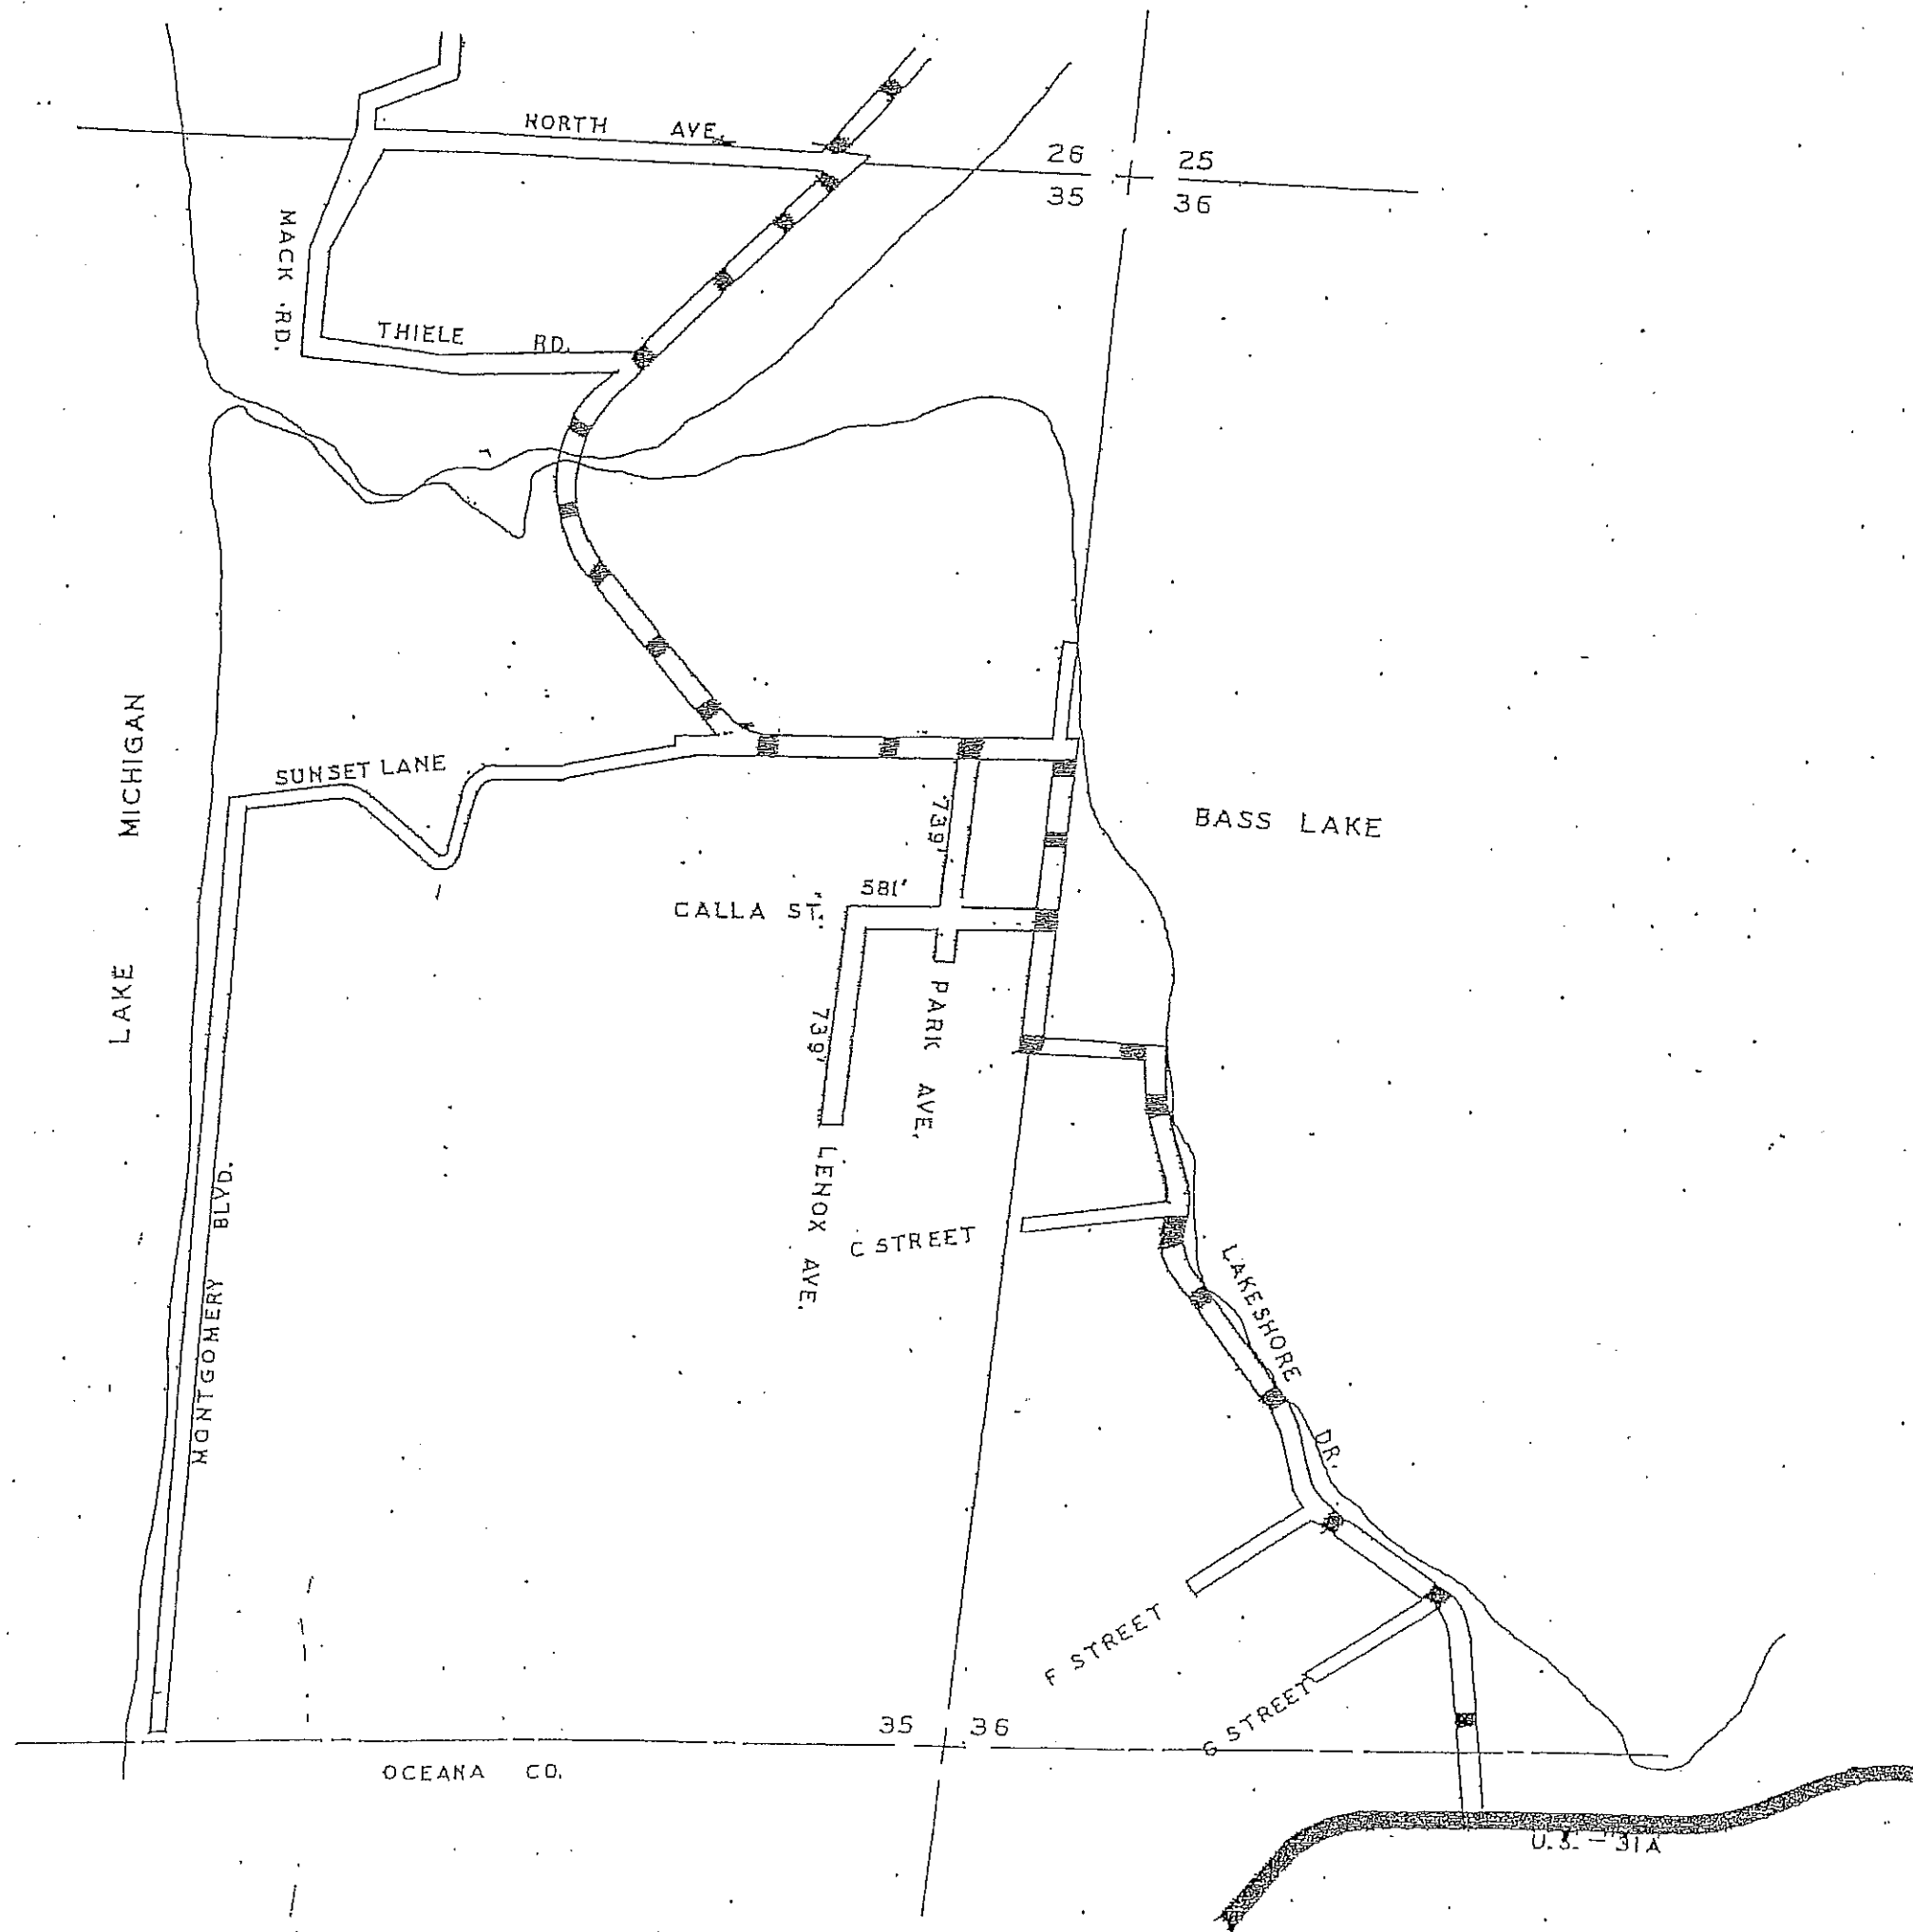 NORTH AVE.
26 25
35 36
MACK RD.
THIELE RD.
LAKE MICHIGAN
SUNSET LANE
BASS LAKE
739'
581'
CALLA ST.
739'
PARK AVE.
LENOX AVE.
C STREET
MONTGOMERY BLVD.
LAKESHORE DR.
F STREET
G STREET
35 36
OCEANA CO.
U.S.-31A